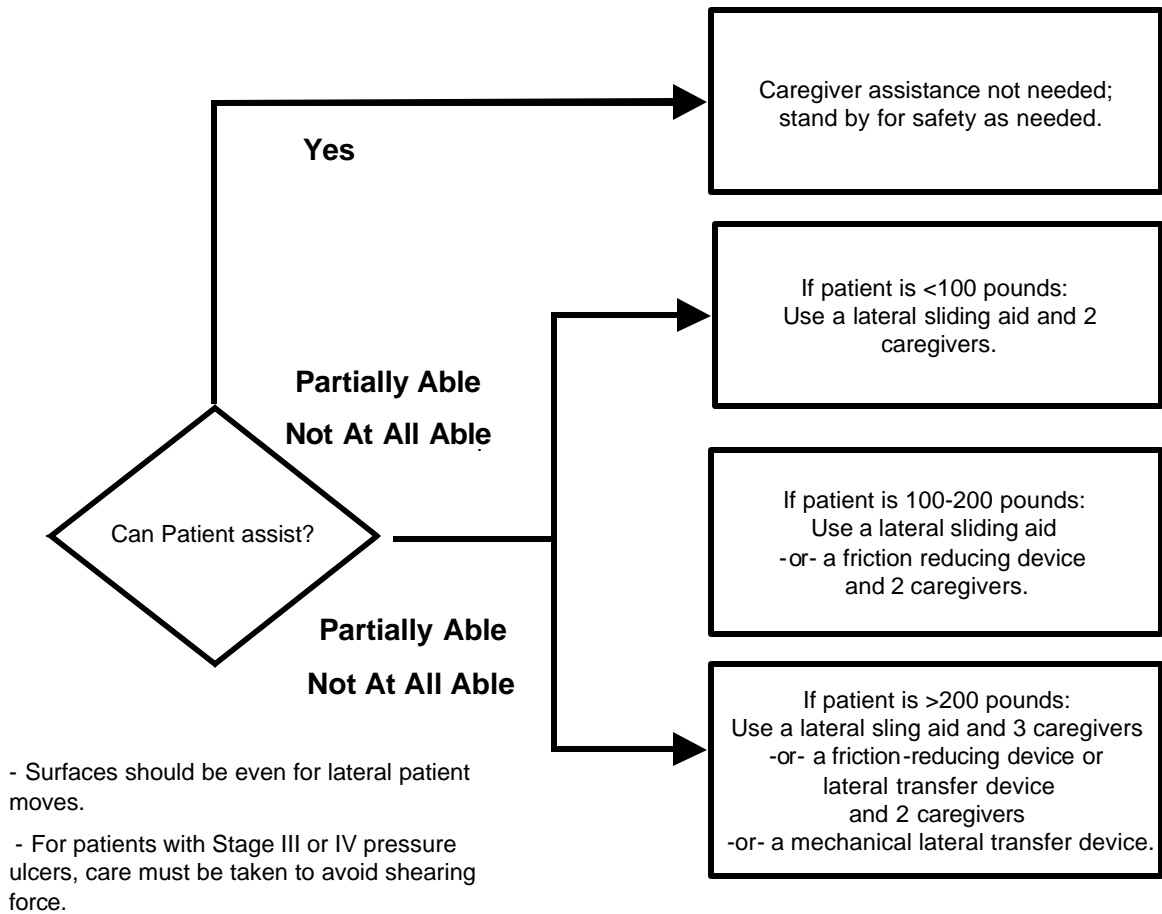 Caregiver assistance not needed;
stand by for safety as needed.
Yes
If patient is <100 pounds:
Use a lateral sliding aid and 2
caregivers.
Partially Able
Not At All Able
Can Patient assist?
If patient is 100-200 pounds:
Use a lateral sliding aid
-or- a friction reducing device
and 2 caregivers.
Partially Able
Not At All Able
If patient is >200 pounds:
Use a lateral sling aid and 3 caregivers
-or- a friction-reducing device or
lateral transfer device
and 2 caregivers
-or- a mechanical lateral transfer device.
- Surfaces should be even for lateral patient
moves.
- For patients with Stage III or IV pressure
ulcers, care must be taken to avoid shearing
force.